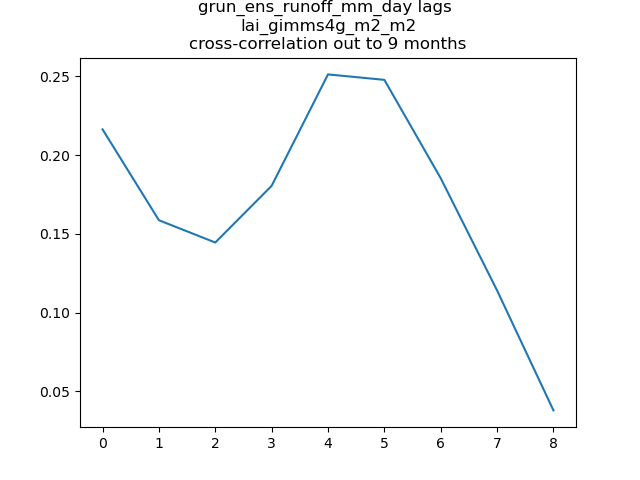 grun_ens_runoff_mm_day lags
lai_gimms4g_m2_m2
cross-correlation out to 9 months
0.25
0.20
0.15
0.10
0.05
0 1 2 3 4 5 6 7 8